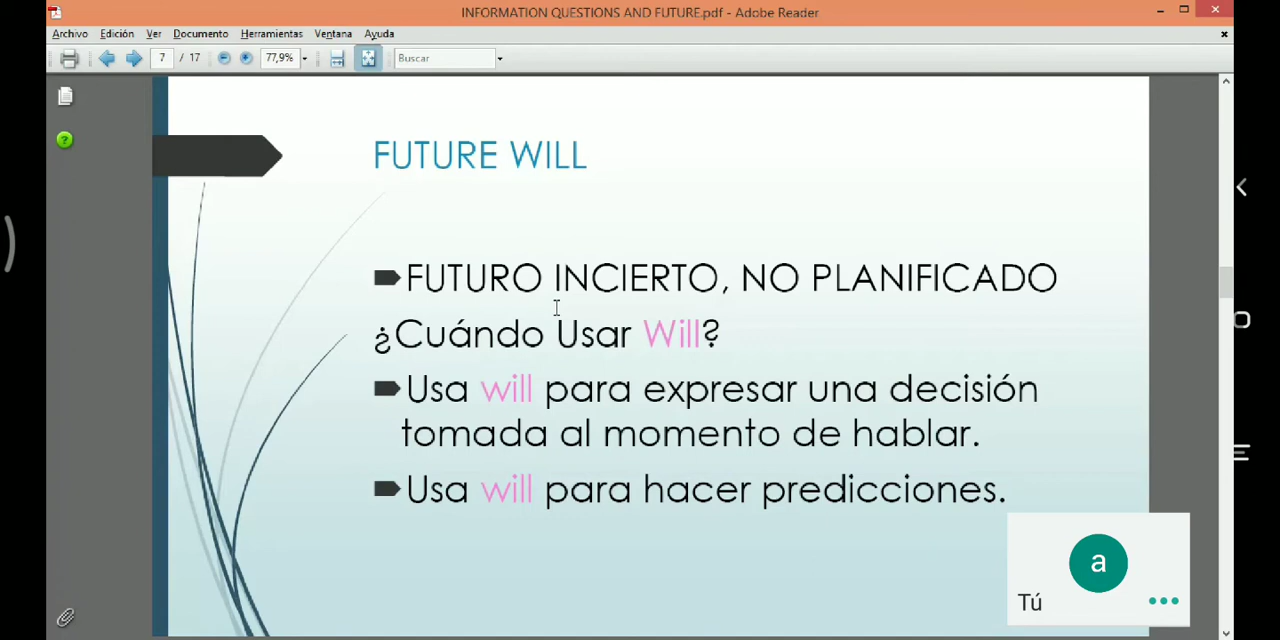 INFORMATION QUESTIONS AND FUTURE.pdf - Adobe Reader
Archivo Edición Ver Documento Herramientas Ventana Ayuda
7 / 17 77,9% Buscar
FUTURE WILL
FUTURO INCIERTO, NO PLANIFICADO
¿Cuándo Usar Will?
Usa will para expresar una decisión
tomada al momento de hablar.
Usa will para hacer predicciones.
a
Tú